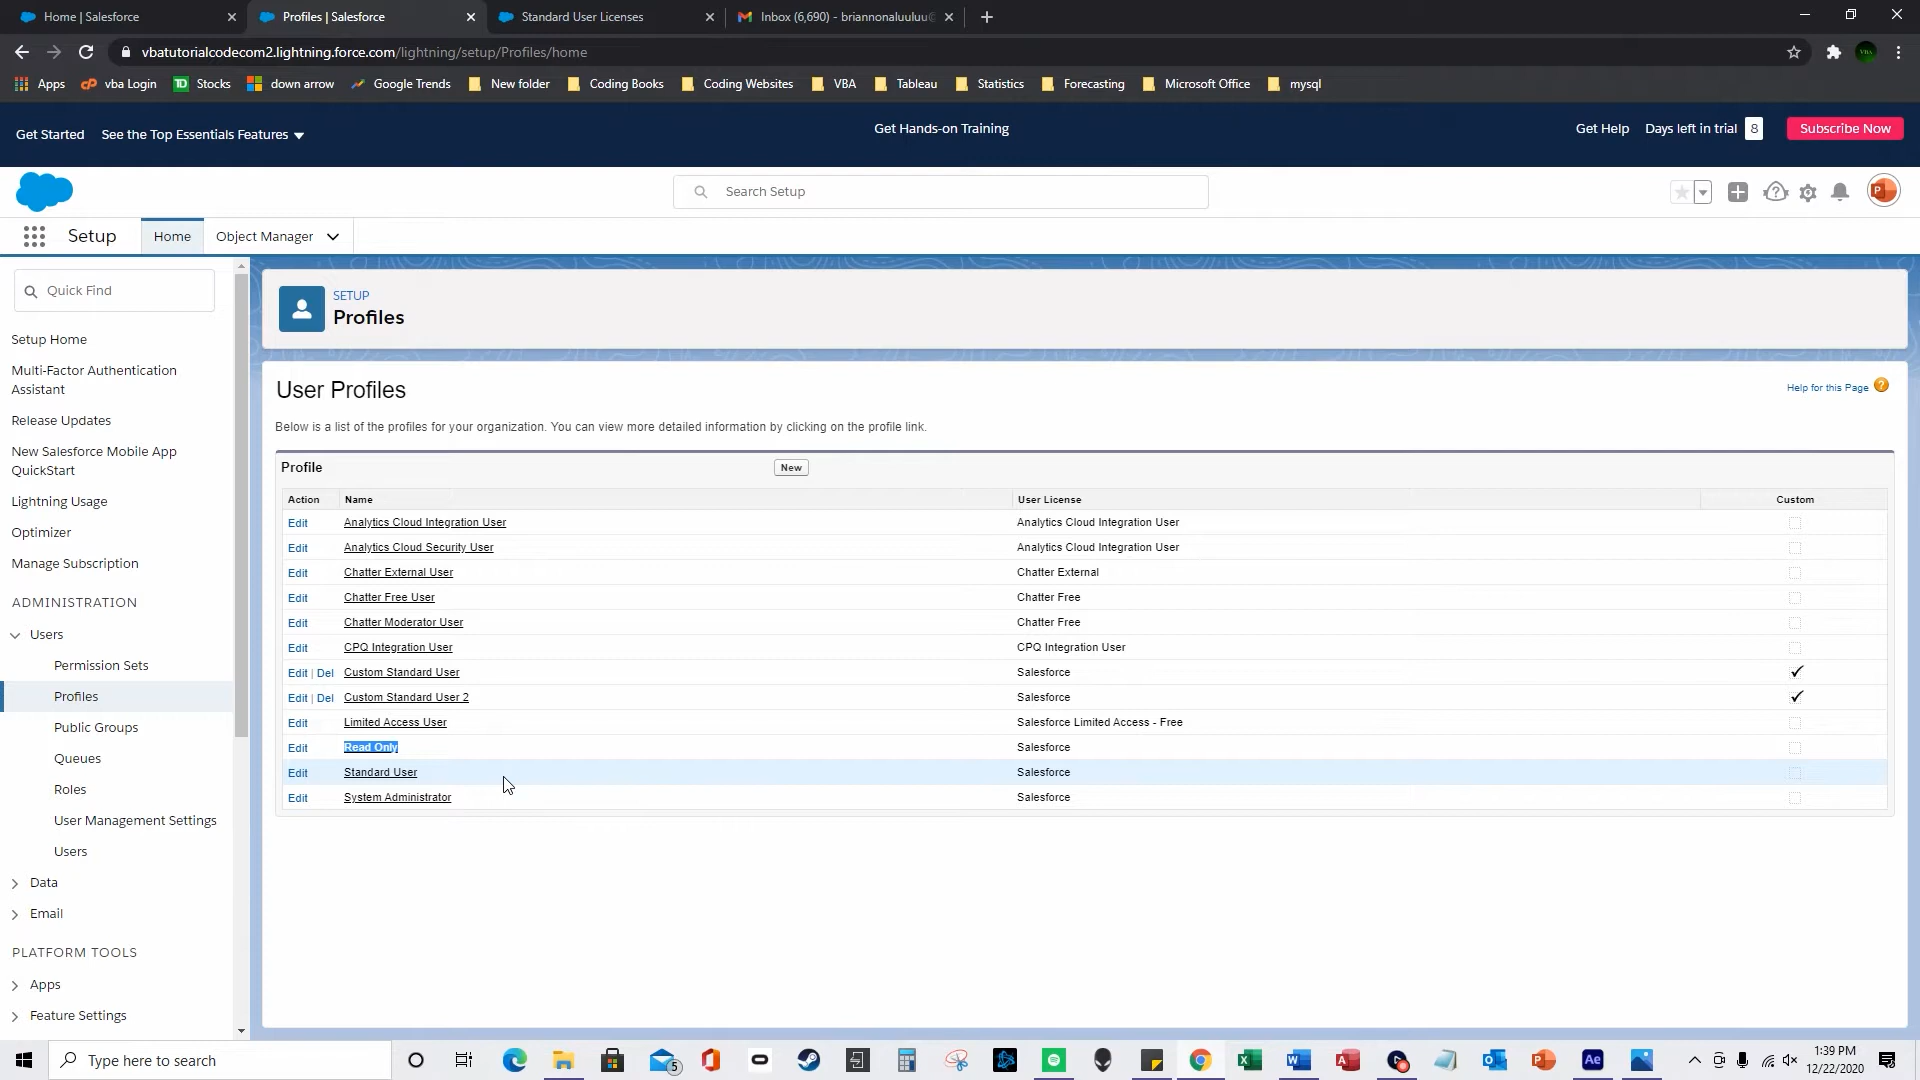 Home | Salesforce
Profiles | Salesforce
Standard User Licenses
Inbox (6,690) - briannonaluuluu@
vbatutorialcodecom2.lightning.force.com/lightning/setup/Profiles/home
Apps
vba Login
Stocks
down arrow
Google Trends
New folder
Coding Books
Coding Websites
VBA
Tableau
Statistics
Forecasting
Microsoft Office
mysql
Get Started
See the Top Essentials Features
Get Hands-on Training
Get Help
Days left in trial 8
Subscribe Now
Search Setup
Setup
Home
Object Manager
Quick Find
Setup Home
Multi-Factor Authentication
Assistant
Release Updates
New Salesforce Mobile App
QuickStart
Lightning Usage
Optimizer
Manage Subscription
ADMINISTRATION
Users
Permission Sets
Profiles
Public Groups
Queues
Roles
User Management Settings
Users
Data
Email
PLATFORM TOOLS
Apps
Feature Settings
SETUP
Profiles
User Profiles
Help for this Page
Below is a list of the profiles for your organization. You can view more detailed information by clicking on the profile link.
Profile
New
Action Name User License Custom
Edit Analytics Cloud Integration User Analytics Cloud Integration User
Edit Analytics Cloud Security User Analytics Cloud Integration User
Edit Chatter External User Chatter External
Edit Chatter Free User Chatter Free
Edit Chatter Moderator User Chatter Free
Edit CPQ Integration User CPQ Integration User
Edit | Del Custom Standard User Salesforce
Edit | Del Custom Standard User 2 Salesforce
Edit Limited Access User Salesforce Limited Access - Free
Edit Read Only Salesforce
Edit Standard User Salesforce
Edit System Administrator Salesforce
Type here to search
5
1:39 PM
12/22/2020